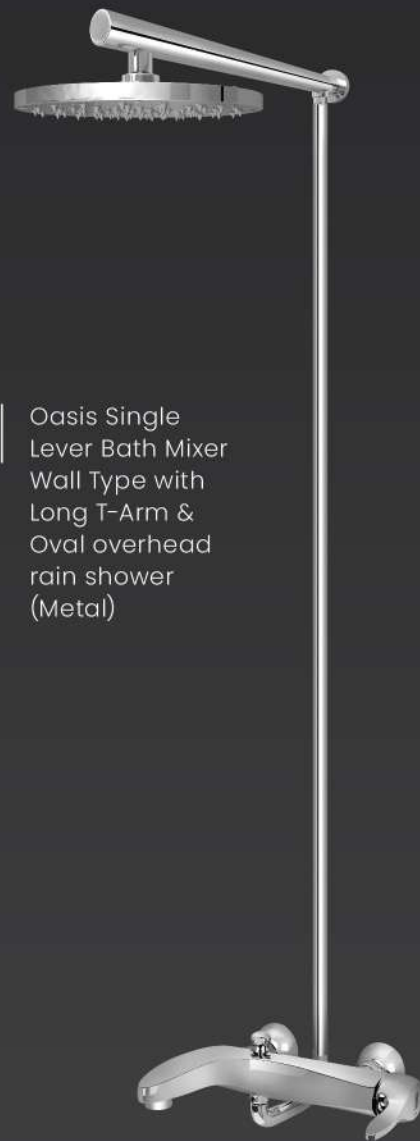 Oasis Single
Lever Bath Mixer
Wall Type with
Long T-Arm &
Oval overhead
rain shower
(Metal)